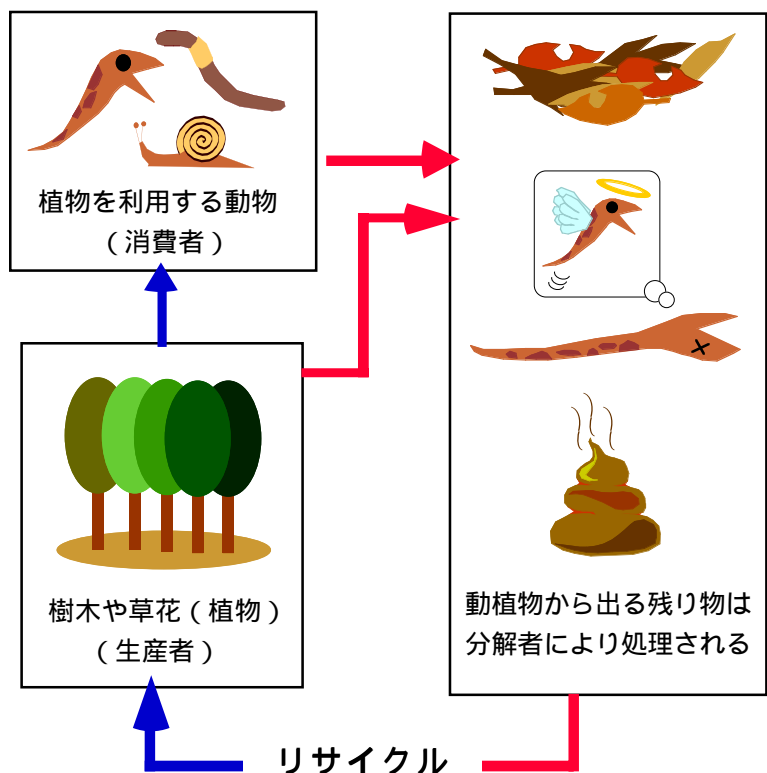 植物を利用する動物
（消費者）
樹木や草花（植物）
（生産者）
動植物から出る残り物は
分解者により処理される
リサイクル